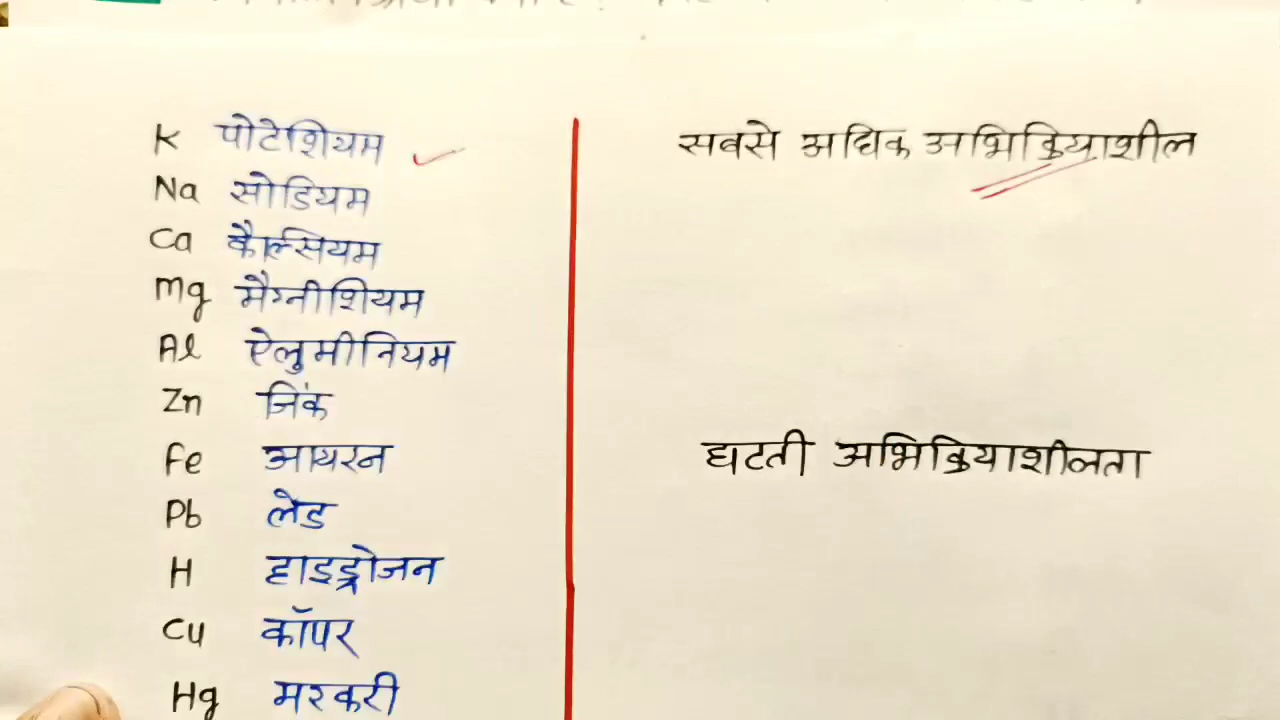 K पोटेशियम सबसे अधिक अभिक्रियाशील
Na सोडियम
Ca कैल्सियम
Mg मैग्नीशियम
Al ऐलुमीनियम
Zn जिंक
Fe आयरन घटती अभिक्रियाशीलता
Pb लेड
H हाइड्रोजन
Cu कॉपर
Hg मरकरी